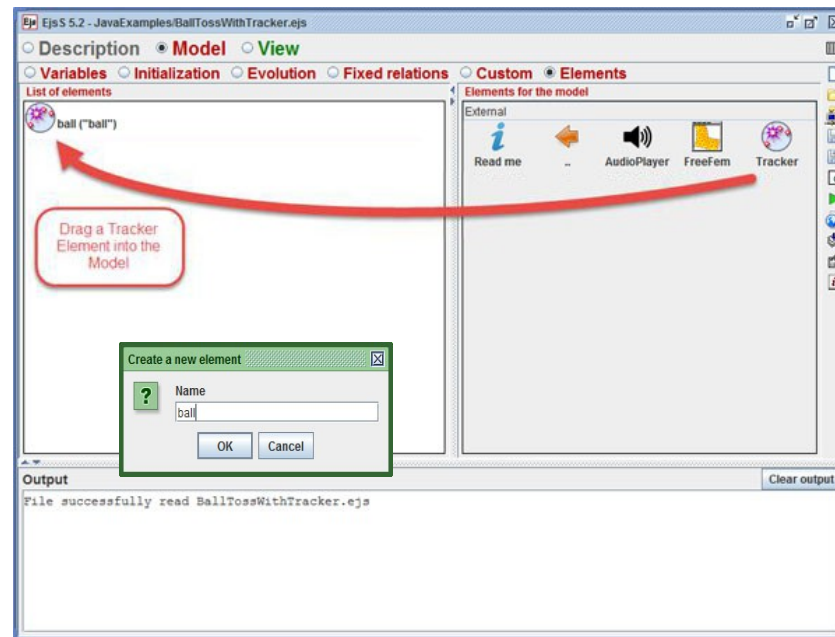 EjsS 5.2 - JavaExamples/BallTossWithTracker.ejs
Description Model View
Variables Initialization Evolution Fixed relations Custom Elements
List of elements
Elements for the model
ball ("ball")
External
Read me .. AudioPlayer FreeFem Tracker
Drag a Tracker
Element into the
Model
Create a new element
?
Name
ball
OK Cancel
Output
Clear output
File successfully read BallTossWithTracker.ejs